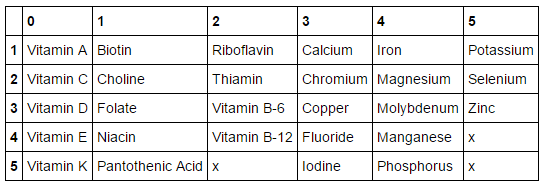 0 1 2 3 4 5
1 Vitamin A Biotin Riboflavin Calcium Iron Potassium
2 Vitamin C Choline Thiamin Chromium Magnesium Selenium
3 Vitamin D Folate Vitamin B-6 Copper Molybdenum Zinc
4 Vitamin E Niacin Vitamin B-12 Fluoride Manganese x
5 Vitamin K Pantothenic Acid x Iodine Phosphorus x